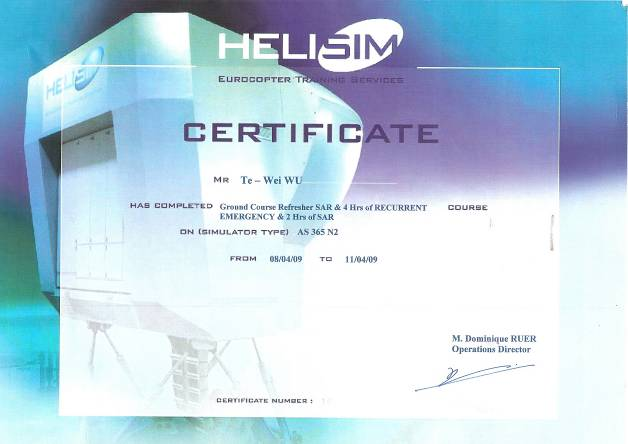 HELISIM
EUROCOPTER TRAINING SERVICES
HELISIM
CERTIFICATE
MR Te – Wei WU
HAS COMPLETED Ground Course Refresher SAR & 4 Hrs of RECURRENT COURSE
EMERGENCY & 2 Hrs of SAR
ON (SIMULATOR TYPE) AS 365 N2
FROM 08/04/09 TO 11/04/09
M. Dominique RUER
Operations Director
CERTIFICATE NUMBER :